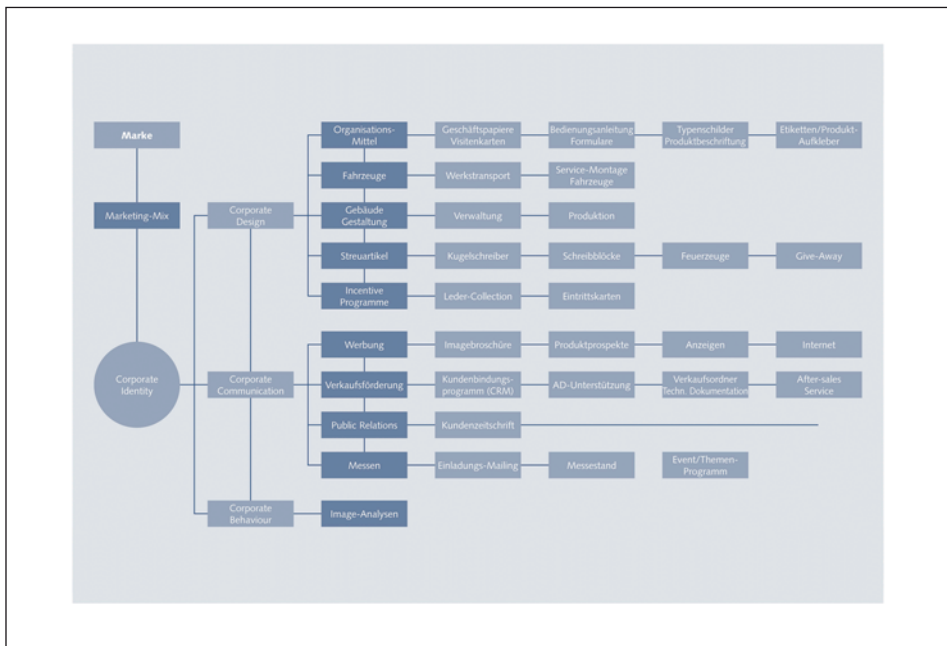 Marke
Marketing-Mix
Corporate
Identity
Corporate
Design
Organisations-
Mittel
Geschäftspapiere
Visitenkarten
Bedienungsanleitung
Formulare
Typenschilder
Produktbeschriftung
Etiketten/Produkt-
Aufkleber
Fahrzeuge
Werkstransport
Service-Montage
Fahrzeuge
Gebäude
Gestaltung
Verwaltung
Produktion
Streuartikel
Kugelschreiber
Schreibblöcke
Feuerzeuge
Give-Away
Incentive
Programme
Leder-Collection
Eintrittskarten
Corporate
Communication
Werbung
Imagebroschüre
Produktprospekte
Anzeigen
Internet
Verkaufsförderung
Kundenbindungs-
programm (CRM)
AD-Unterstützung
Verkaufsordner
Techn. Dokumentation
After-sales
Service
Public Relations
Kundenzeitschrift
Messen
Einladungs-Mailing
Messestand
Event/Themen-
Programm
Corporate
Behaviour
Image-Analysen